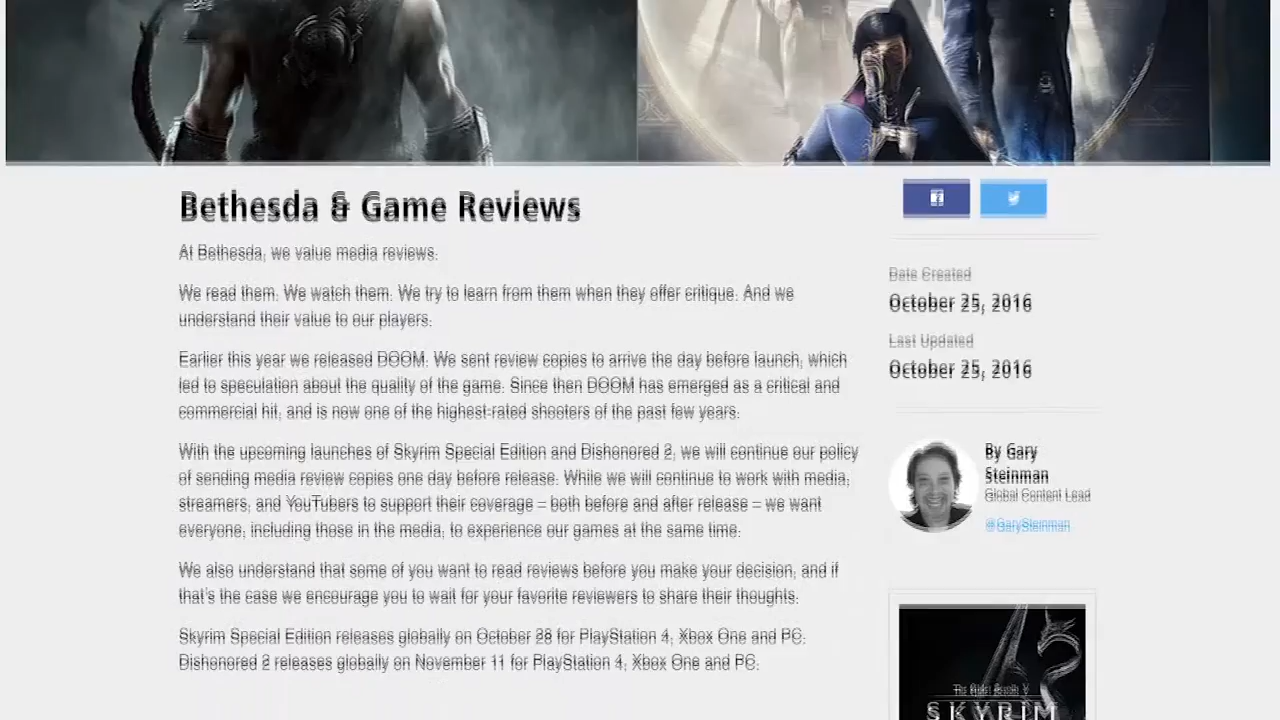 Bethesda & Game Reviews
At Bethesda, we value media reviews.
We read them. We watch them. We try to learn from them when they offer critique. And we
understand their value to our players.
Earlier this year we released DOOM. We sent review copies to arrive the day before launch, which
led to speculation about the quality of the game. Since then DOOM has emerged as a critical and
commercial hit, and is now one of the highest-rated shooters of the past few years.
With the upcoming launches of Skyrim Special Edition and Dishonored 2, we will continue our policy
of sending media review copies one day before release. While we will continue to work with media,
streamers, and YouTubers to support their coverage – both before and after release – we want
everyone, including those in the media, to experience our games at the same time.
We also understand that some of you want to read reviews before you make your decision, and if
that's the case we encourage you to wait for your favorite reviewers to share their thoughts.
Skyrim Special Edition releases globally on October 28 for PlayStation 4, Xbox One and PC.
Dishonored 2 releases globally on November 11 for PlayStation 4, Xbox One and PC.
Date Created
October 25, 2016
Last Updated
October 25, 2016
By Gary
Steinman
Global Content Lead
@GarySteinman
The Elder Scrolls V
SKYRIM